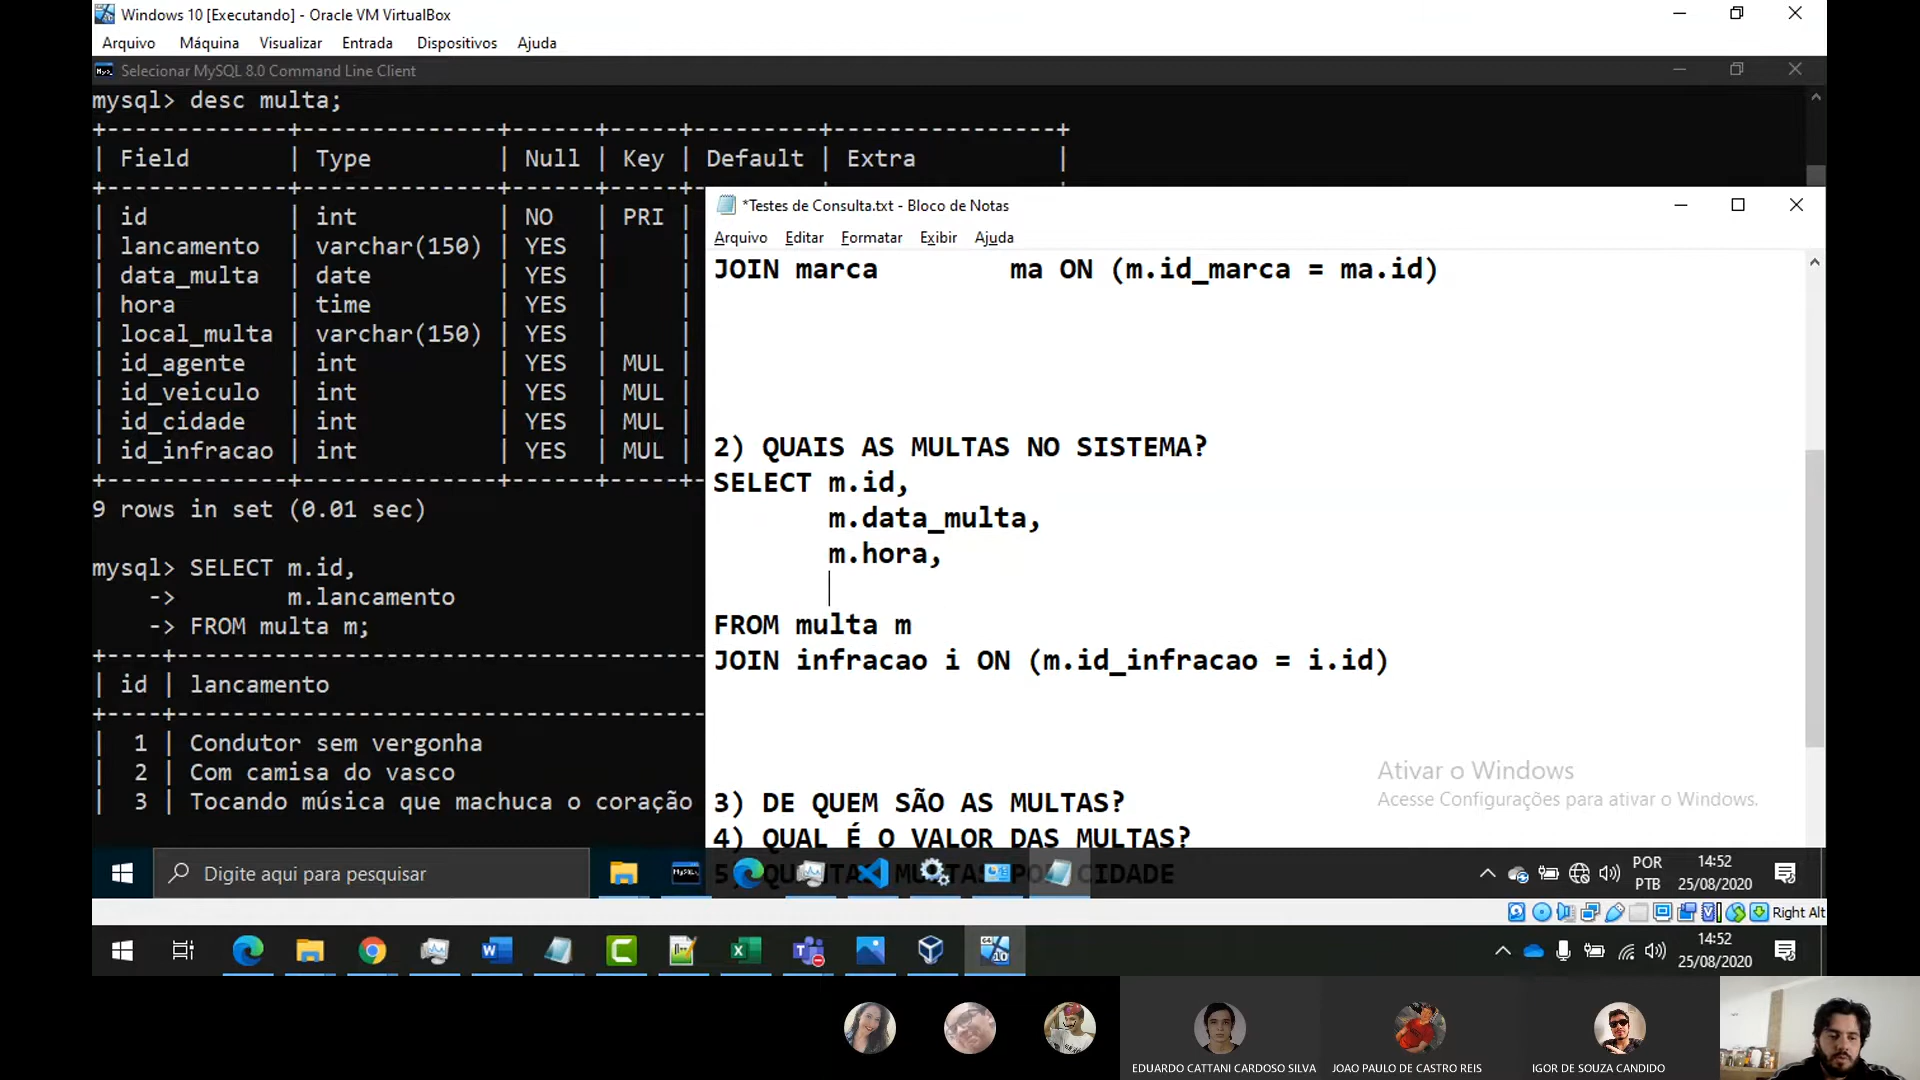 Windows 10 [Executando] - Oracle VM VirtualBox
Arquivo Máquina Visualizar Entrada Dispositivos Ajuda
Selecionar MySQL 8.0 Command Line Client
mysql> desc multa;
+-------------+--------------+------+-----+---------+----------------+
| Field | Type | Null | Key | Default | Extra |
+-------------+--------------+------+-----+---------+----------------+
| id | int | NO | PRI |
| lancamento | varchar(150) | YES | |
| data_multa | date | YES | |
| hora | time | YES | |
| local_multa | varchar(150) | YES | |
| id_agente | int | YES | MUL |
| id_veiculo | int | YES | MUL |
| id_cidade | int | YES | MUL |
| id_infracao | int | YES | MUL |
+-------------+--------------+------+-----+-
9 rows in set (0.01 sec)
mysql> SELECT m.id,
-> m.lancamento
-> FROM multa m;
+----+--------------------------------------
| id | lancamento
+----+--------------------------------------
| 1 | Condutor sem vergonha
| 2 | Com camisa do vasco
| 3 | Tocando música que machuca o coração
*Testes de Consulta.txt - Bloco de Notas
Arquivo Editar Formatar Exibir Ajuda
JOIN marca ma ON (m.id_marca = ma.id)
2) QUAIS AS MULTAS NO SISTEMA?
SELECT m.id,
m.data_multa,
m.hora,
FROM multa m
JOIN infracao i ON (m.id_infracao = i.id)
3) DE QUEM SÃO AS MULTAS?
4) QUAL É O VALOR DAS MULTAS?
5) QUANTAS MULTAS POR CIDADE
Ativar o Windows
Acesse Configurações para ativar o Windows.
Digite aqui para pesquisar
POR
PTB
14:52
25/08/2020
Right Alt
14:52
25/08/2020
EDUARDO CATTANI CARDOSO SILVA
JOAO PAULO DE CASTRO REIS
IGOR DE SOUZA CANDIDO